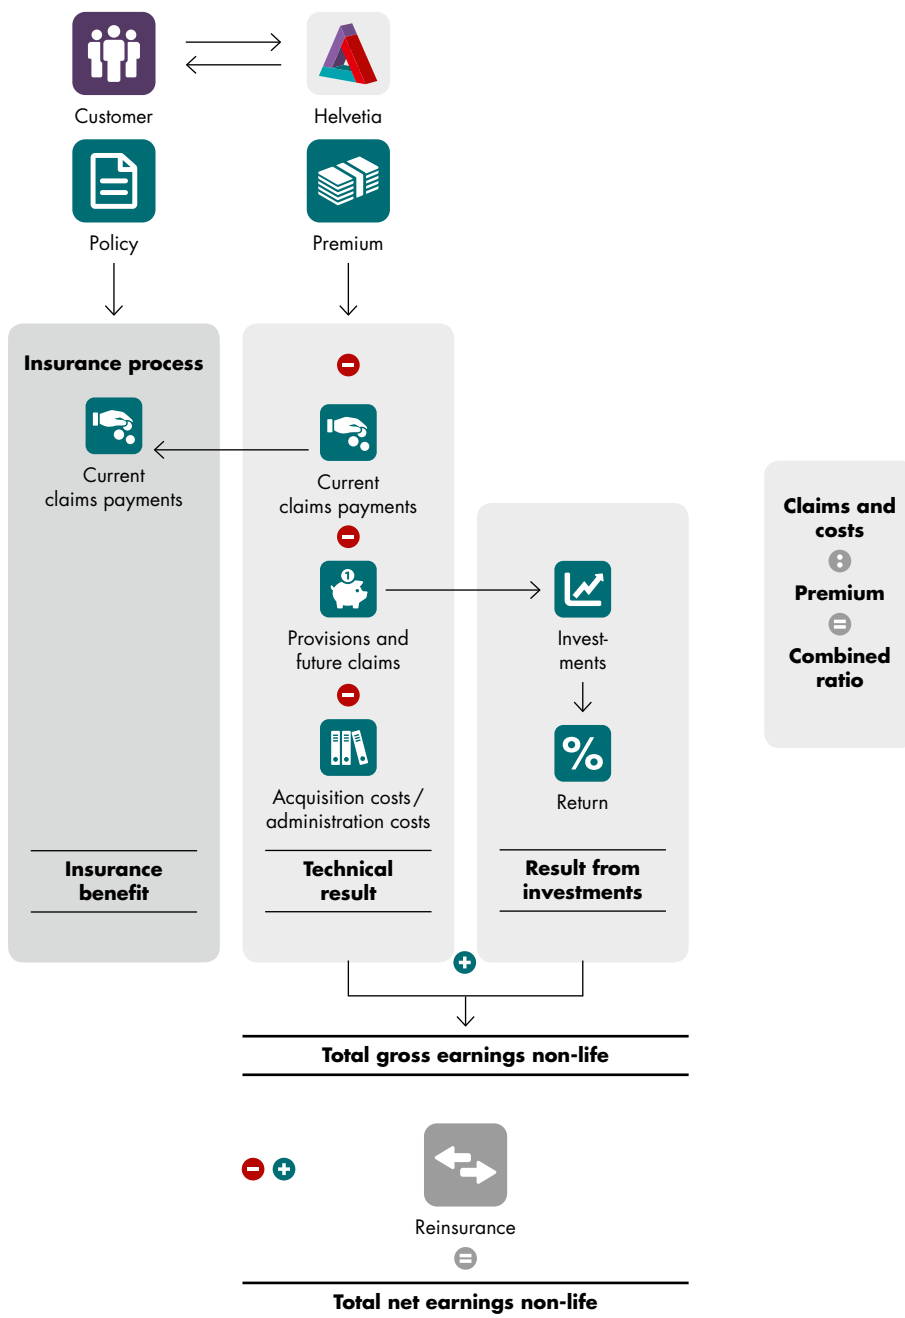 Customer
Helvetia
Policy
Premium
Insurance process
Current
claims payments
Current
claims payments
1
Provisions and
future claims
Acquisition costs /
administration costs
Invest-
ments
%
Return
Insurance
benefit
Technical
result
Result from
investments
Claims and
costs
:
Premium
=
Combined
ratio
Total gross earnings non-life
Reinsurance
=
Total net earnings non-life